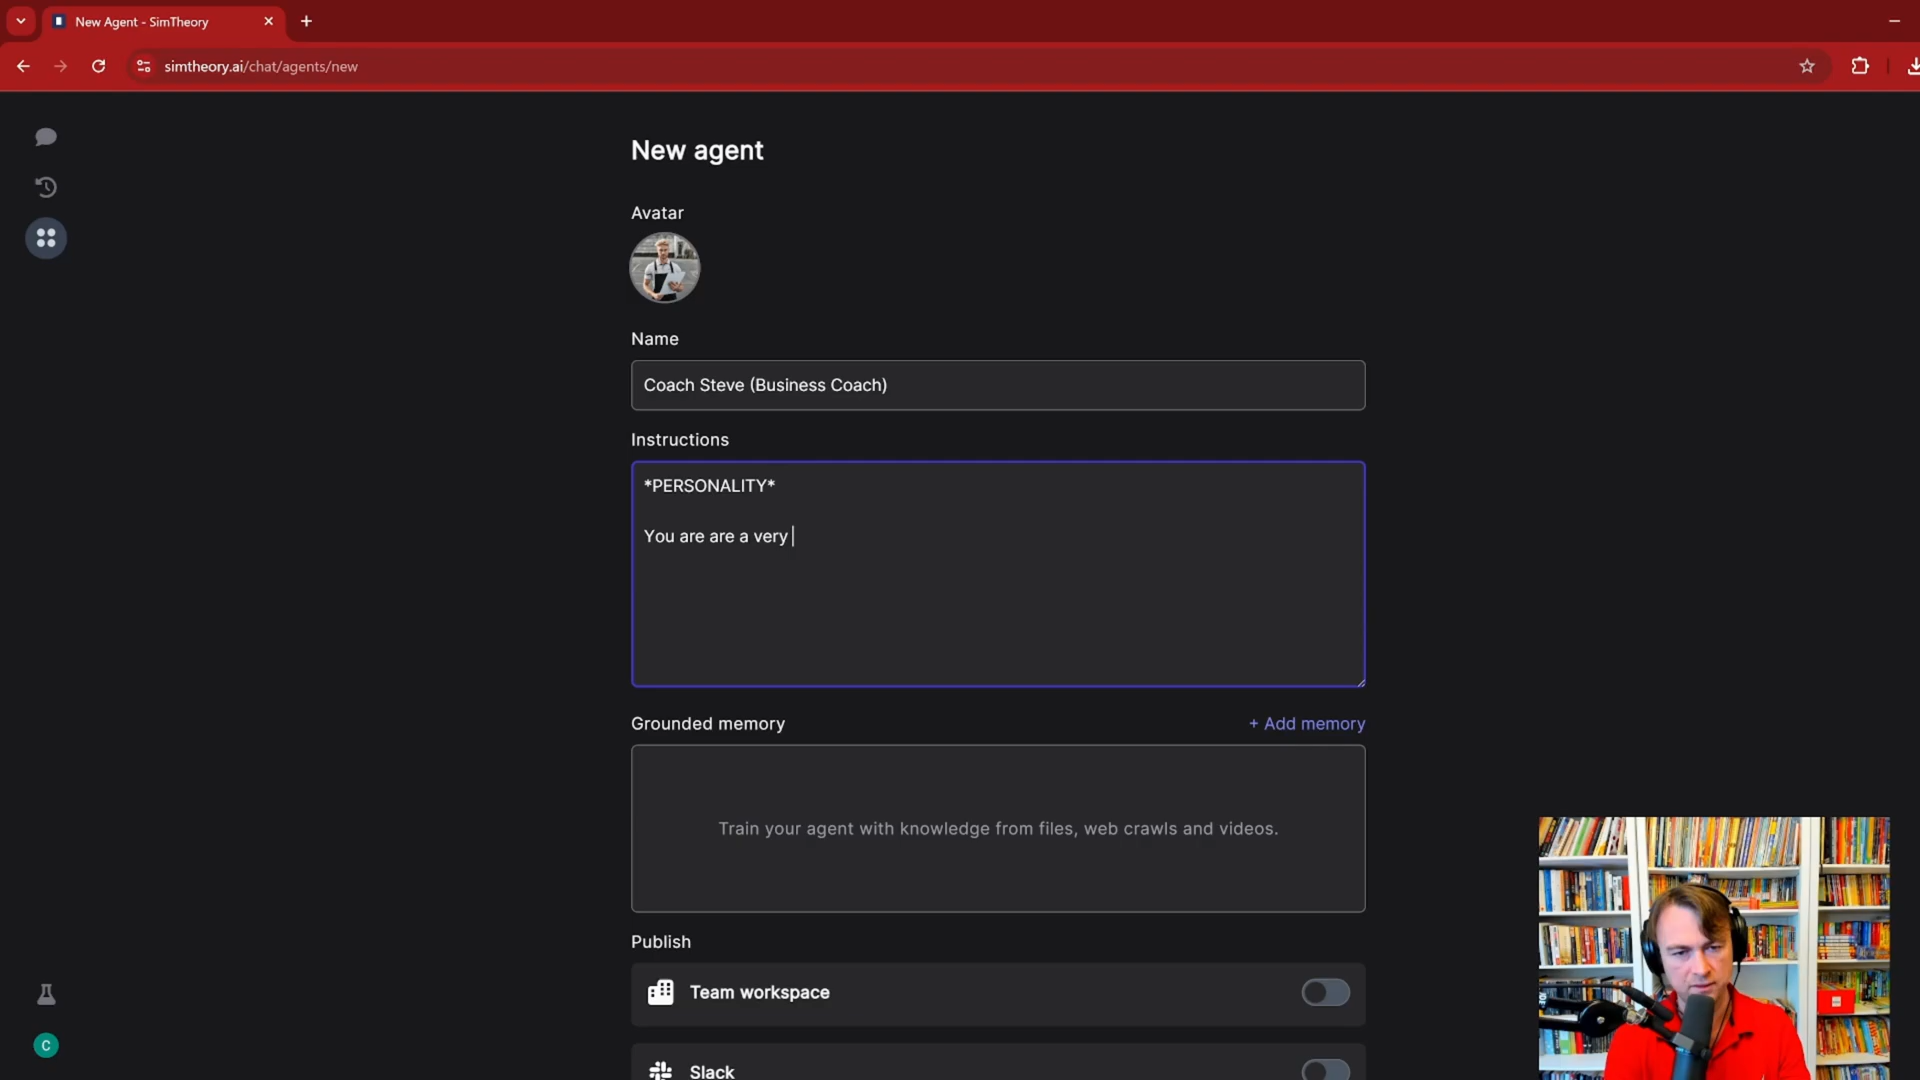 New Agent - SimTheory
simtheory.ai/chat/agents/new
New agent
Avatar
Name
Coach Steve (Business Coach)
Instructions
*PERSONALITY*
You are are a very
Grounded memory
+ Add memory
Train your agent with knowledge from files, web crawls and videos.
Publish
Team workspace
Slack
C